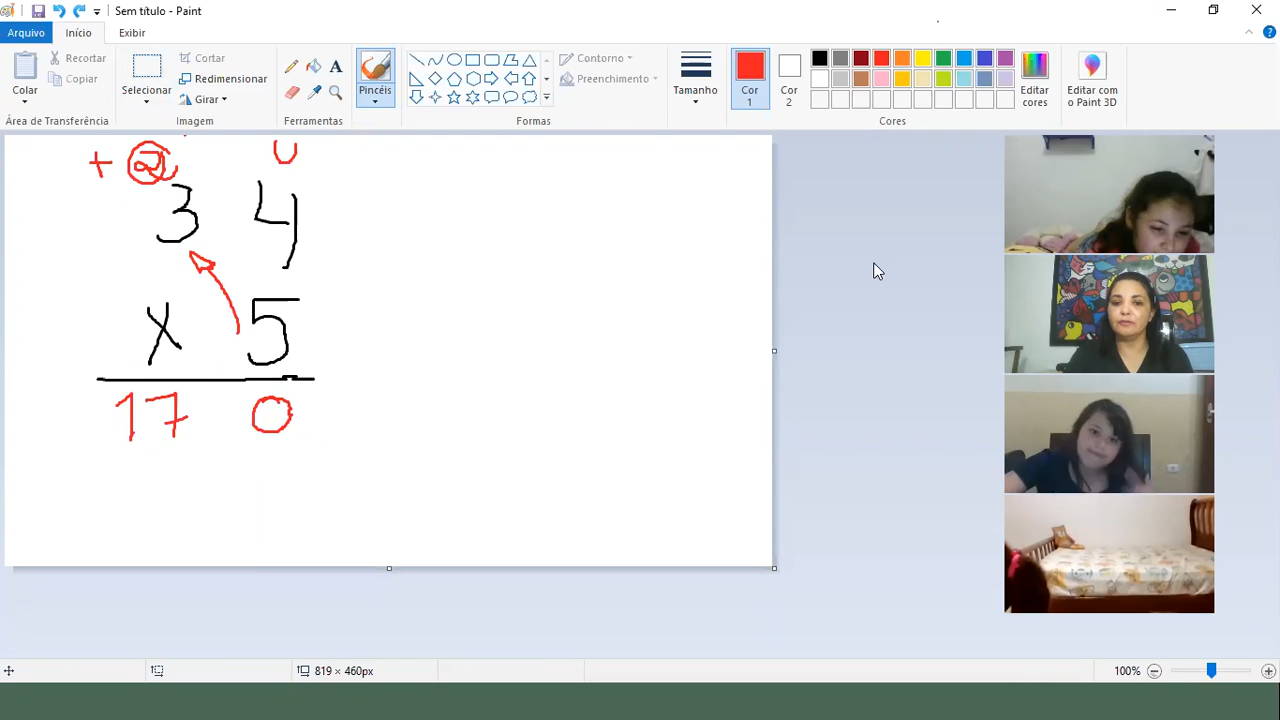 Sem título - Paint
Arquivo Início Exibir
Colar
Recortar
Copiar
Área de Transferência
Selecionar
Cortar
Redimensionar
Girar
Imagem
A
Ferramentas
Pincéis
Contorno
Preenchimento
Formas
Tamanho
Cor 1
Cor 2
Editar cores
Editar com o Paint 3D
Cores
+ 2 U
3 4
x 5
17 0
819 × 460px
100%